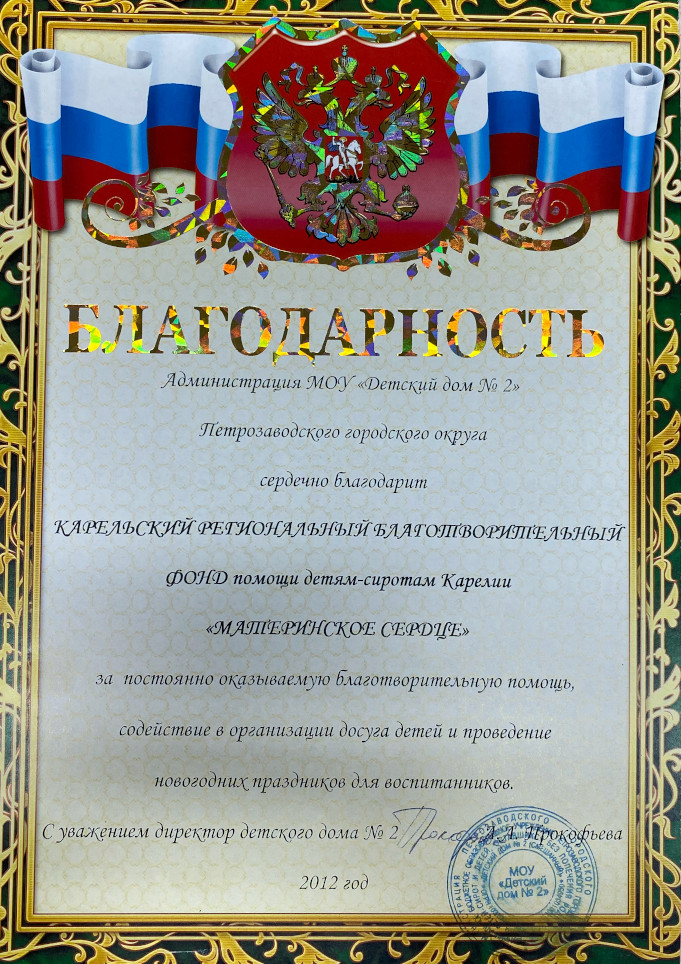 БЛАГОДАРНОСТЬ
Администрация МОУ «Детский дом № 2»
Петрозаводского городского округа
сердечно благодарит
КАРЕЛЬСКИЙ РЕГИОНАЛЬНЫЙ БЛАГОТВОРИТЕЛЬНЫЙ
ФОНД помощи детям-сиротам Карелии
«МАТЕРИНСКОЕ СЕРДЦЕ»
за постоянно оказываемую благотворительную помощь,
содействие в организации досуга детей и проведение
новогодних праздников для воспитанников.
С уважением директор детского дома № 2 А.А. Прокофьева
2012 год
МОУ
«Детский
дом № 2»